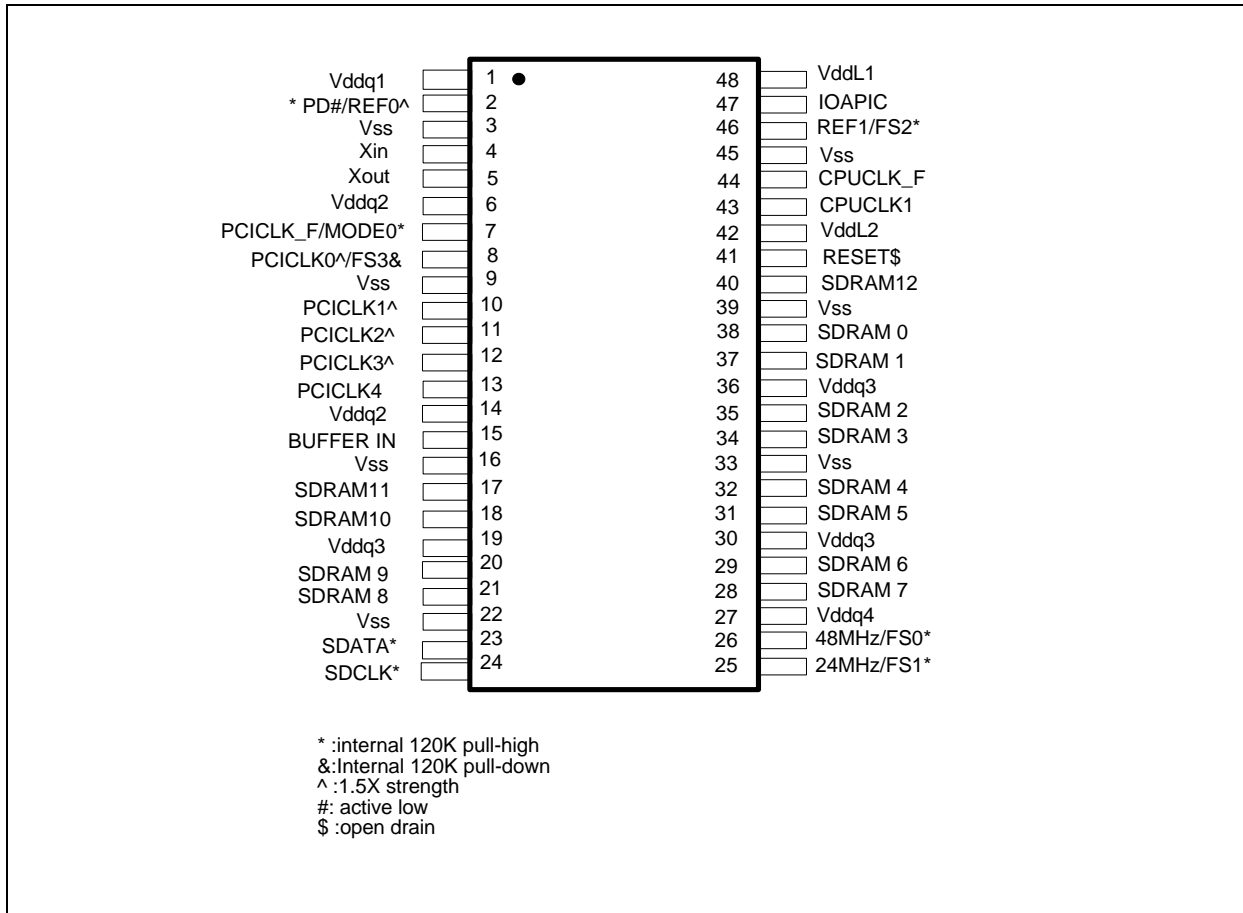 Vddq1 1 48 VddL1
* PD#/REF0^ 2 47 IOAPIC
Vss 3 46 REF1/FS2*
Xin 4 45 Vss
Xout 5 44 CPUCLK_F
Vddq2 6 43 CPUCLK1
PCICLK_F/MODE0* 7 42 VddL2
PCICLK0^/FS3& 8 41 RESET$
Vss 9 40 SDRAM12
PCICLK1^ 10 39 Vss
PCICLK2^ 11 38 SDRAM 0
PCICLK3^ 12 37 SDRAM 1
PCICLK4 13 36 Vddq3
Vddq2 14 35 SDRAM 2
BUFFER IN 15 34 SDRAM 3
Vss 16 33 Vss
SDRAM11 17 32 SDRAM 4
SDRAM10 18 31 SDRAM 5
Vddq3 19 30 Vddq3
SDRAM 9 20 29 SDRAM 6
SDRAM 8 21 28 SDRAM 7
Vss 22 27 Vddq4
SDATA* 23 26 48MHz/FS0*
SDCLK* 24 25 24MHz/FS1*
* :internal 120K pull-high
&:Internal 120K pull-down
^ :1.5X strength
#: active low
$ :open drain